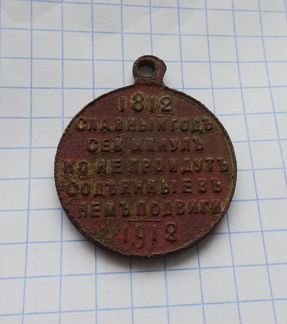 1812
СЛАВНЫЙ ГОДЪ
СЕЙ МИНУЛЪ
НО НЕ ПРОЙДУТЪ
СОДѢЯННЫЕ ВЪ
НЕМЪ ПОДВИГИ
1912